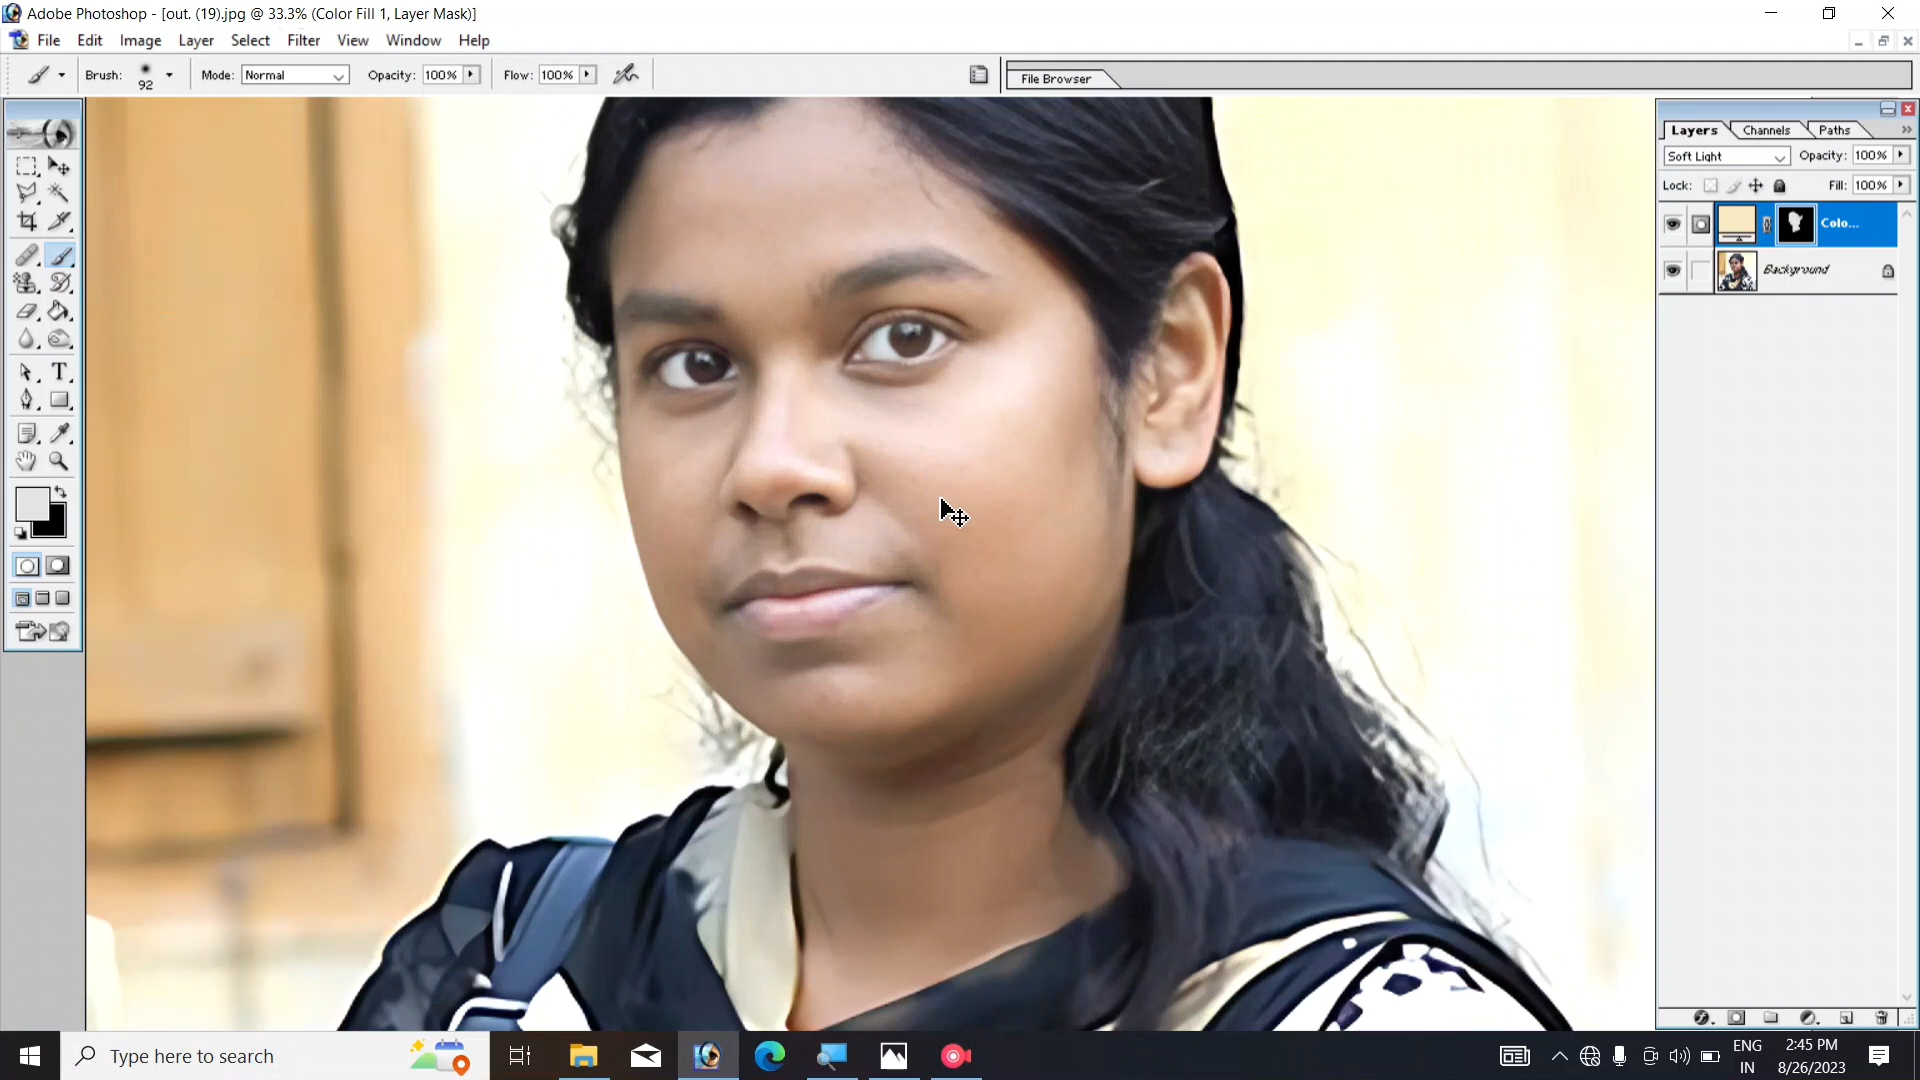 Adobe Photoshop - [out. (19).jpg @ 33.3% (Color Fill 1, Layer Mask)]
File Edit Image Layer Select Filter View Window Help
Brush: 92 Mode: Normal Opacity: 100% Flow: 100% File Browser
Layers Channels Paths
Soft Light Opacity: 100%
Lock: Fill: 100%
Colo...
Background
T
Type here to search
ENG
IN
2:45 PM
8/26/2023